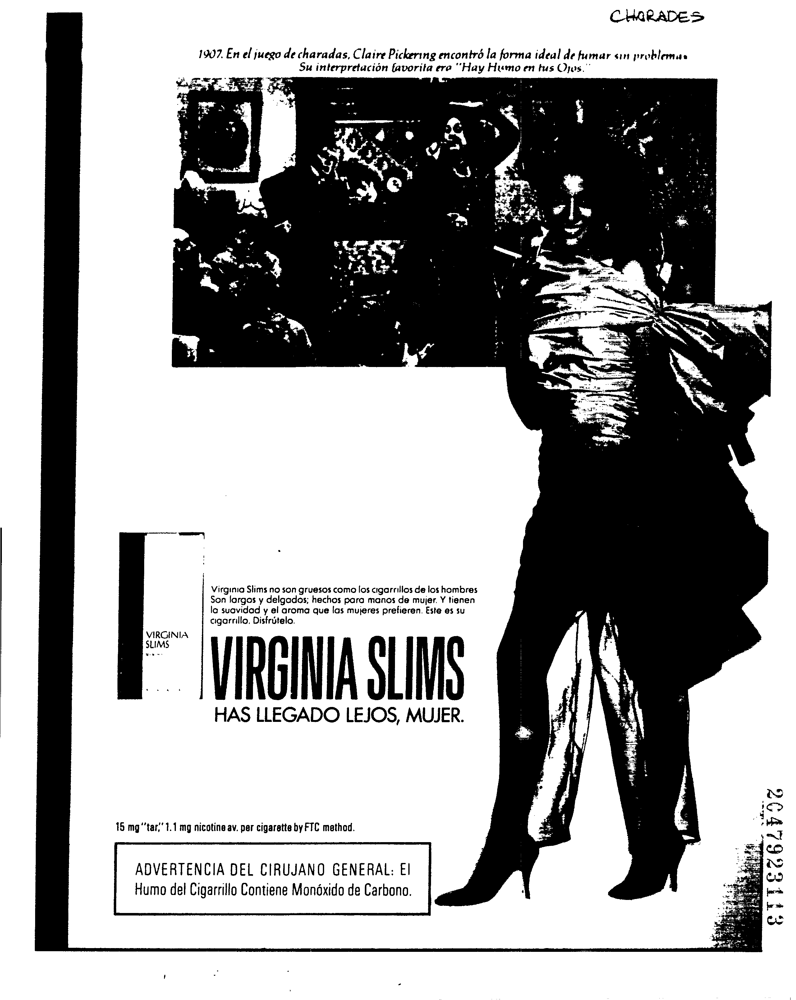 CHARADES
1907. En el juego de charadas, Claire Pickering encontró la forma ideal de fumar sin problemas
Su interpretación favorita era "Hay Humo en tus Ojos."
Virginia Slims no son gruesos como los cigarrillos de los hombres
Son largos y delgados; hechos para manos de mujer. Y tienen
la suavidad y el aroma que las mujeres prefieren. Este es su
cigarrillo. Disfrútelo.
VIRGINIA
SLIMS
VIRGINIA SLIMS
HAS LLEGADO LEJOS, MUJER.
15 mg "tar," 1.1 mg nicotine av. per cigarette by FTC method.
ADVERTENCIA DEL CIRUJANO GENERAL: El
Humo del Cigarrillo Contiene Monóxido de Carbono.
2047923113